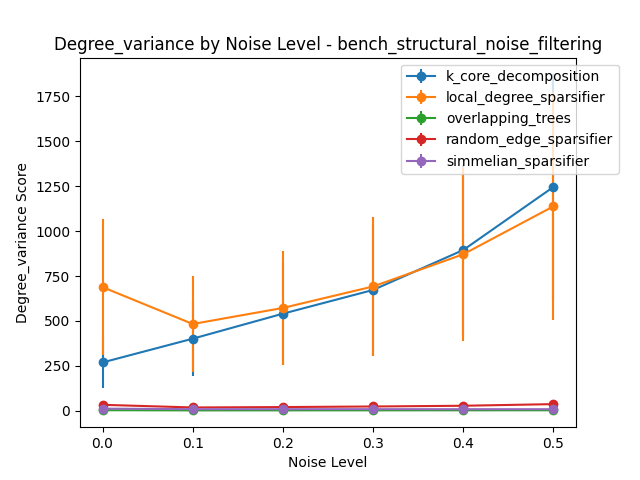 Degree_variance by Noise Level - bench_structural_noise_filtering
k_core_decomposition
local_degree_sparsifier
overlapping_trees
random_edge_sparsifier
simmelian_sparsifier
Degree_variance Score
1750
1500
1250
1000
750
500
250
0
0.0 0.1 0.2 0.3 0.4 0.5
Noise Level